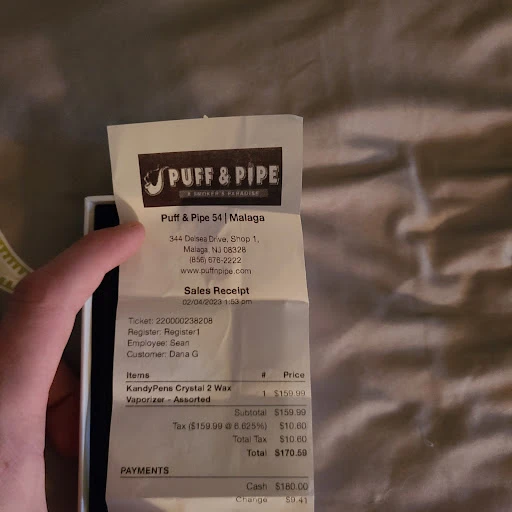 PUFF & PIPE
A SMOKER'S PARADISE
Puff & Pipe 54 | Malaga
344 Delsea Drive, Shop 1,
Malaga, NJ 08328
(856) 676-2222
www.puffnpipe.com
Sales Receipt
02/04/2023 1:53 pm
Ticket: 220000238208
Register: Register1
Employee: Sean
Customer: Dana G
Items # Price
KandyPens Crystal 2 Wax
Vaporizer - Assorted 1 $159.99
Subtotal $159.99
Tax ($159.99 @ 6.625%) $10.60
Total Tax $10.60
Total $170.59
PAYMENTS
Cash $180.00
Change $9.41